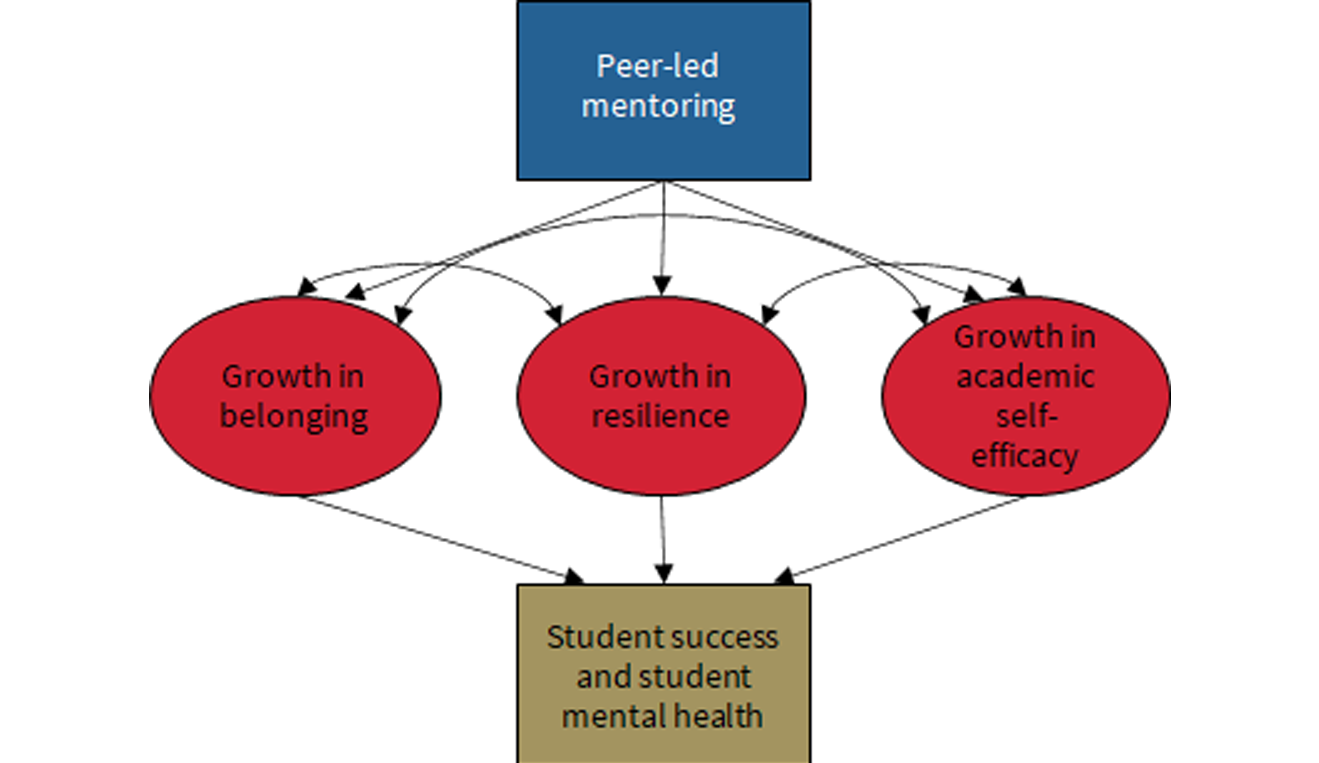 Peer-led
mentoring
Growth in
belonging
Growth in
resilience
Growth in
academic
self-
efficacy
Student success
and student
mental health